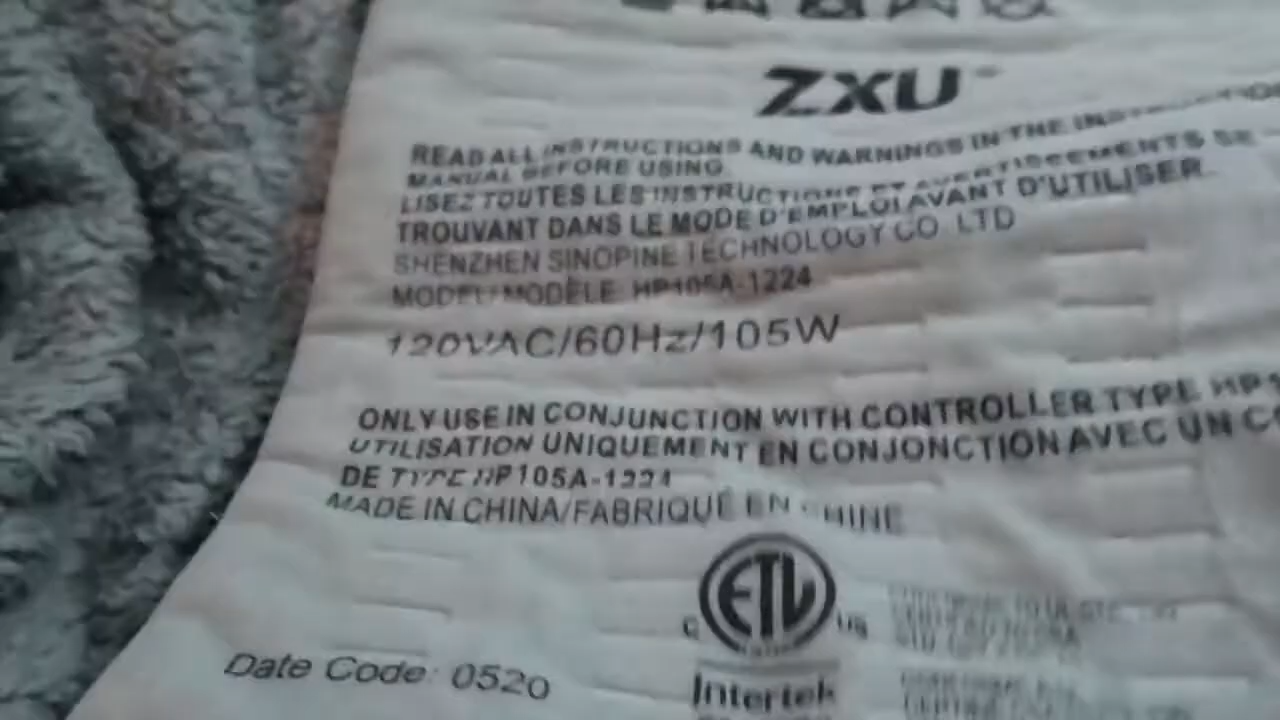 ZXU
READ ALL INSTRUCTIONS AND WARNINGS IN THE
MANUAL BEFORE USING.
LISEZ TOUTES LES INSTRUCTIONS ET AVERTISSEMENTS SE
TROUVANT DANS LE MODE D'EMPLOI AVANT D'UTILISER.
SHENZHEN SINOPINE TECHNOLOGY CO. LTD
MODEL/MODÈLE: HP105A-1224
120VAC/60Hz/105W
ONLY USE IN CONJUNCTION WITH CONTROLLER TYPE
UTILISATION UNIQUEMENT EN CONJONCTION AVEC UN
DE TYPE HP105A-1224
MADE IN CHINA/FABRIQUÉ EN CHINE
ETL
C US
Intertek
Date Code: 0520